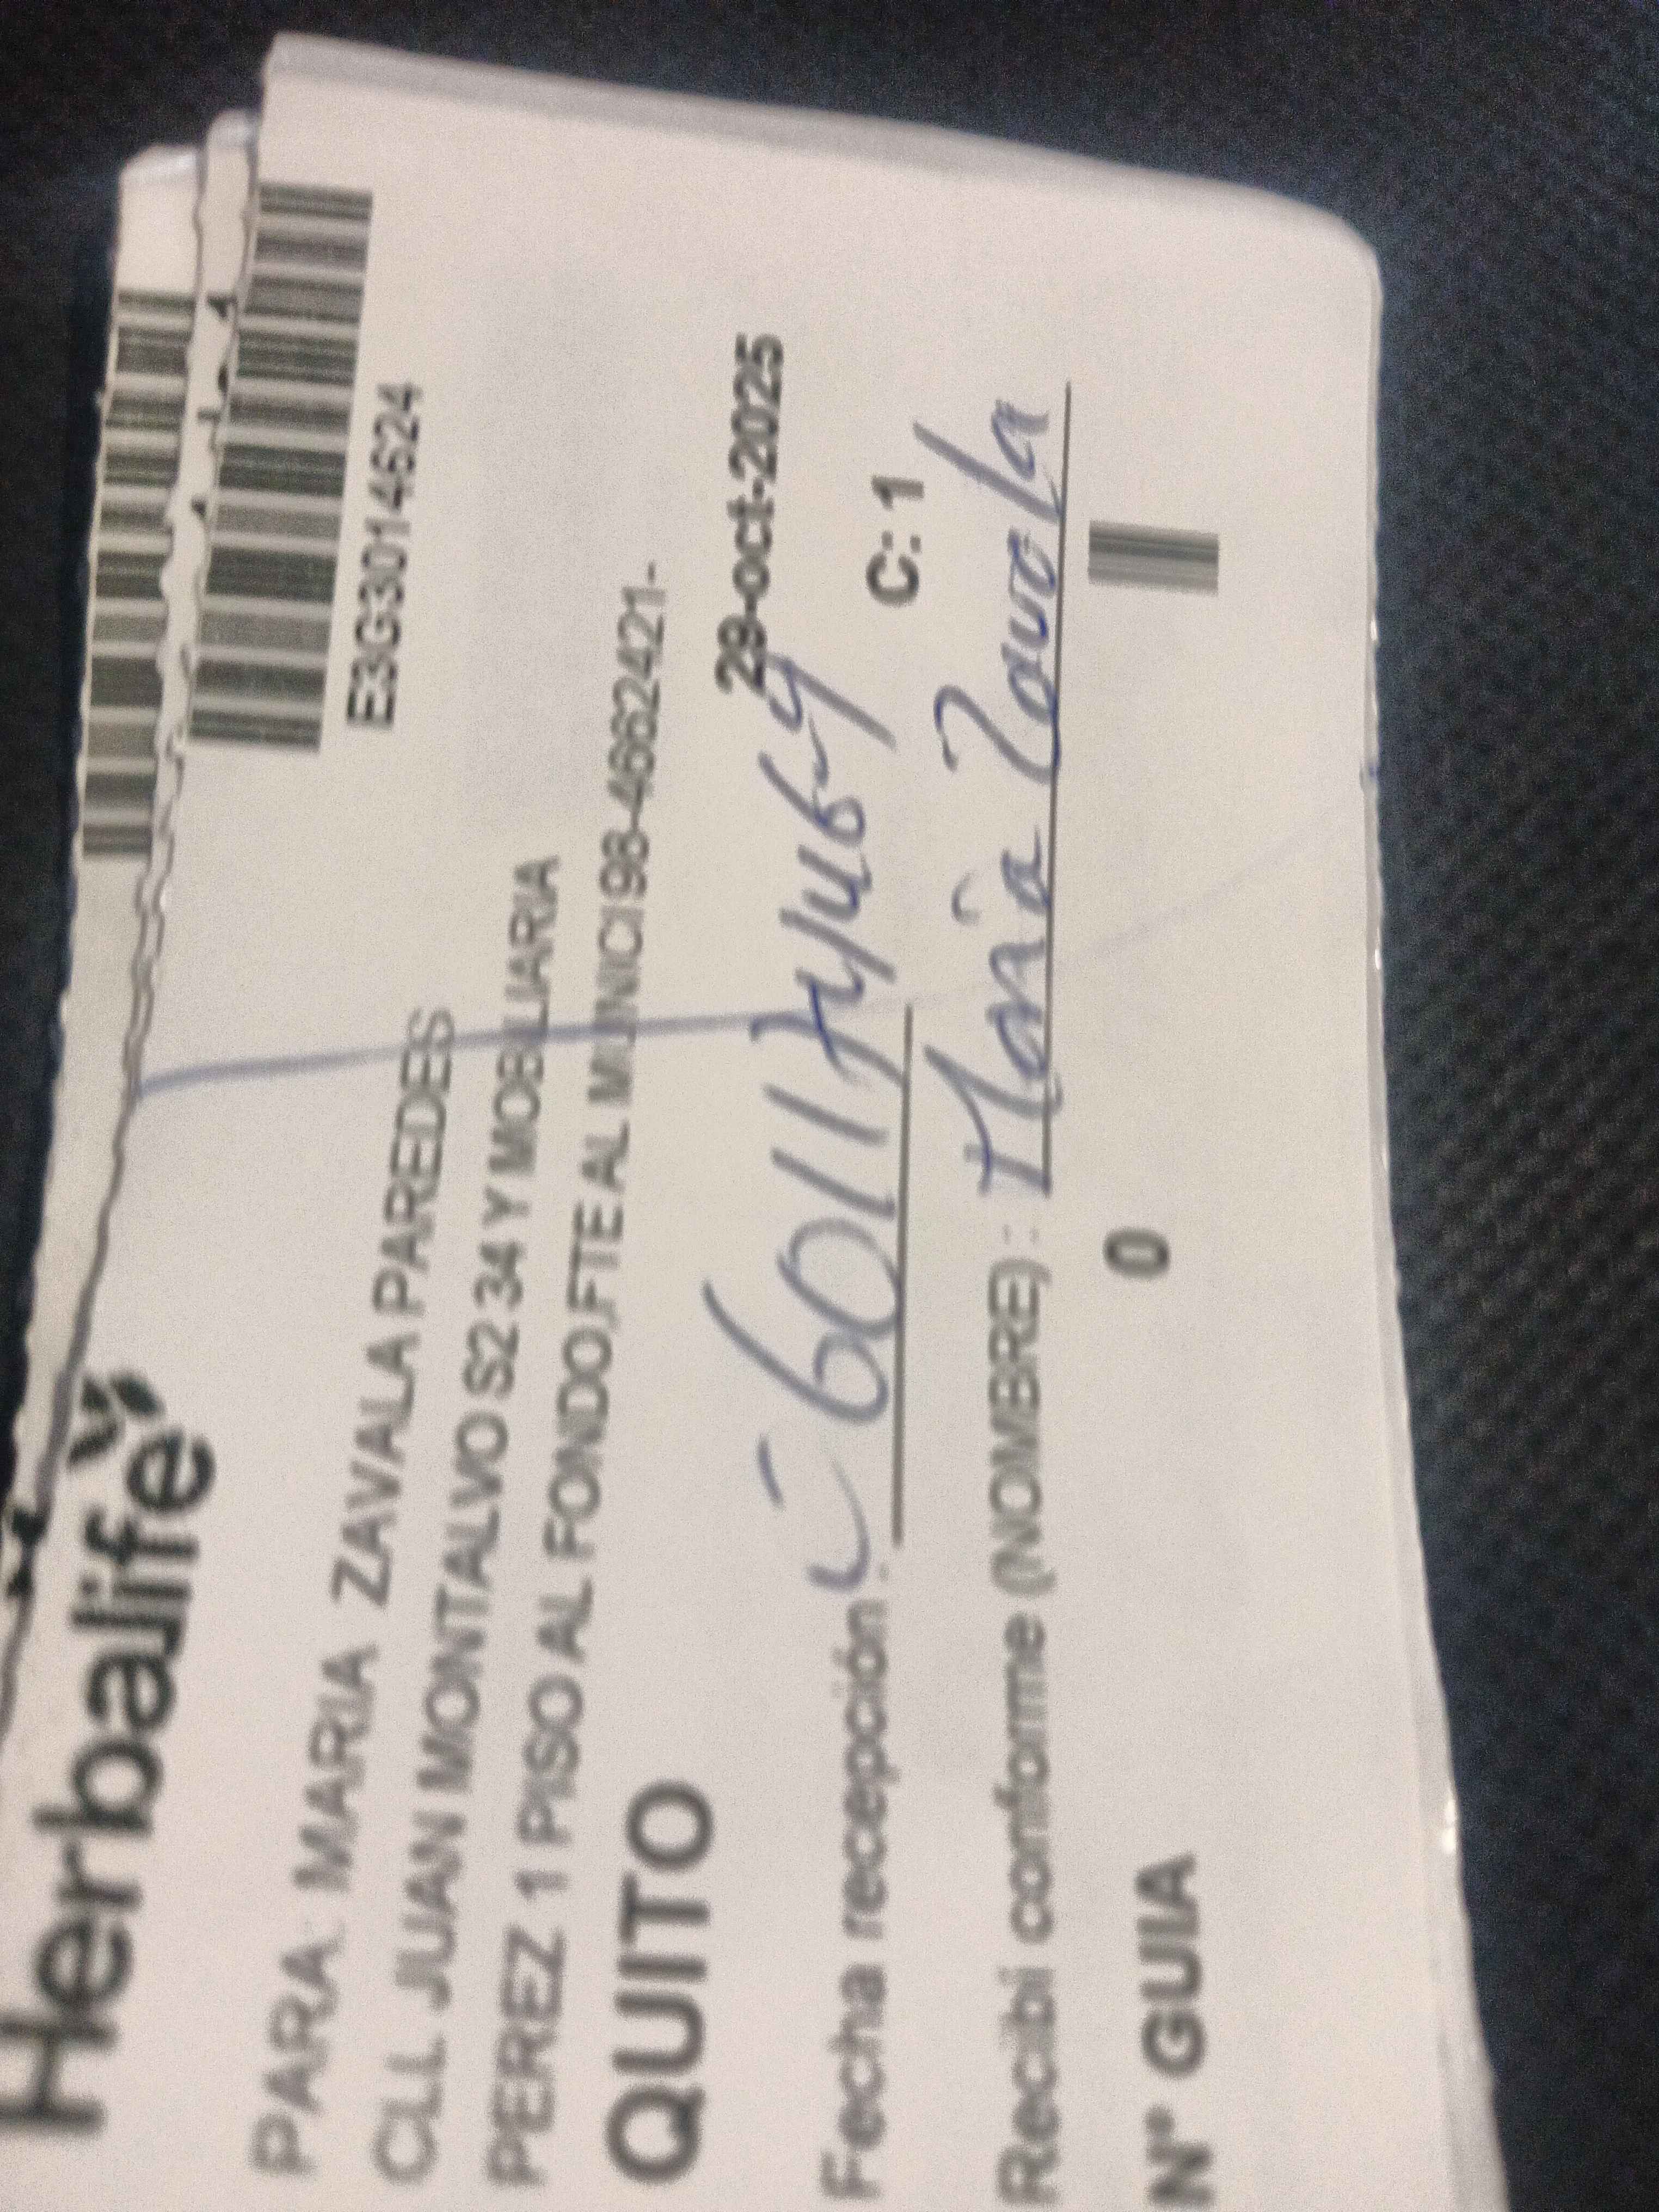 Herbalife
E3G3014624
PARA: MARIA ZAVALA PAREDES
CLL JUAN MONTALVO S2 34 Y MOBILIARIA
PEREZ 1 PISO AL FONDO,FTE AL MUNICI 98-4662421-
QUITO 29-oct-2025
Fecha recepción:
C: 1
Recibi conforme (NOMBRE) : María Zavala
N° GUIA 0